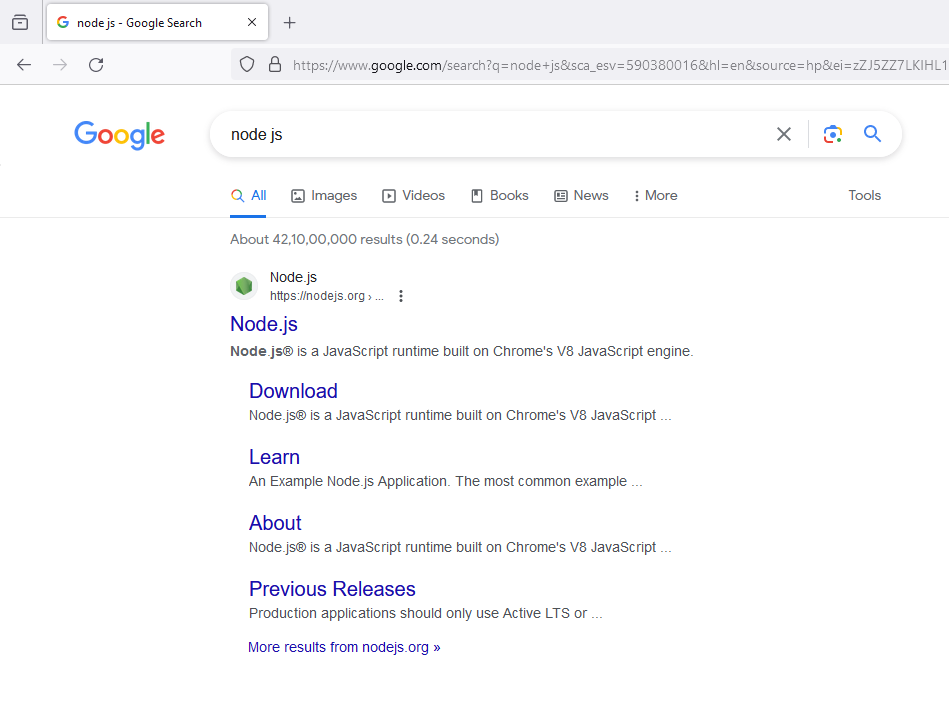 node js - Google Search
https://www.google.com/search?q=node+js&sca_esv=590380016&hl=en&source=hp&ei=zZJ5ZZ7LKIHL1
Google
node js
All Images Videos Books News More Tools
About 42,10,00,000 results (0.24 seconds)
Node.js
https://nodejs.org › ...
Node.js
Node.js® is a JavaScript runtime built on Chrome's V8 JavaScript engine.
Download
Node.js® is a JavaScript runtime built on Chrome's V8 JavaScript ...
Learn
An Example Node.js Application. The most common example ...
About
Node.js® is a JavaScript runtime built on Chrome's V8 JavaScript ...
Previous Releases
Production applications should only use Active LTS or ...
More results from nodejs.org »